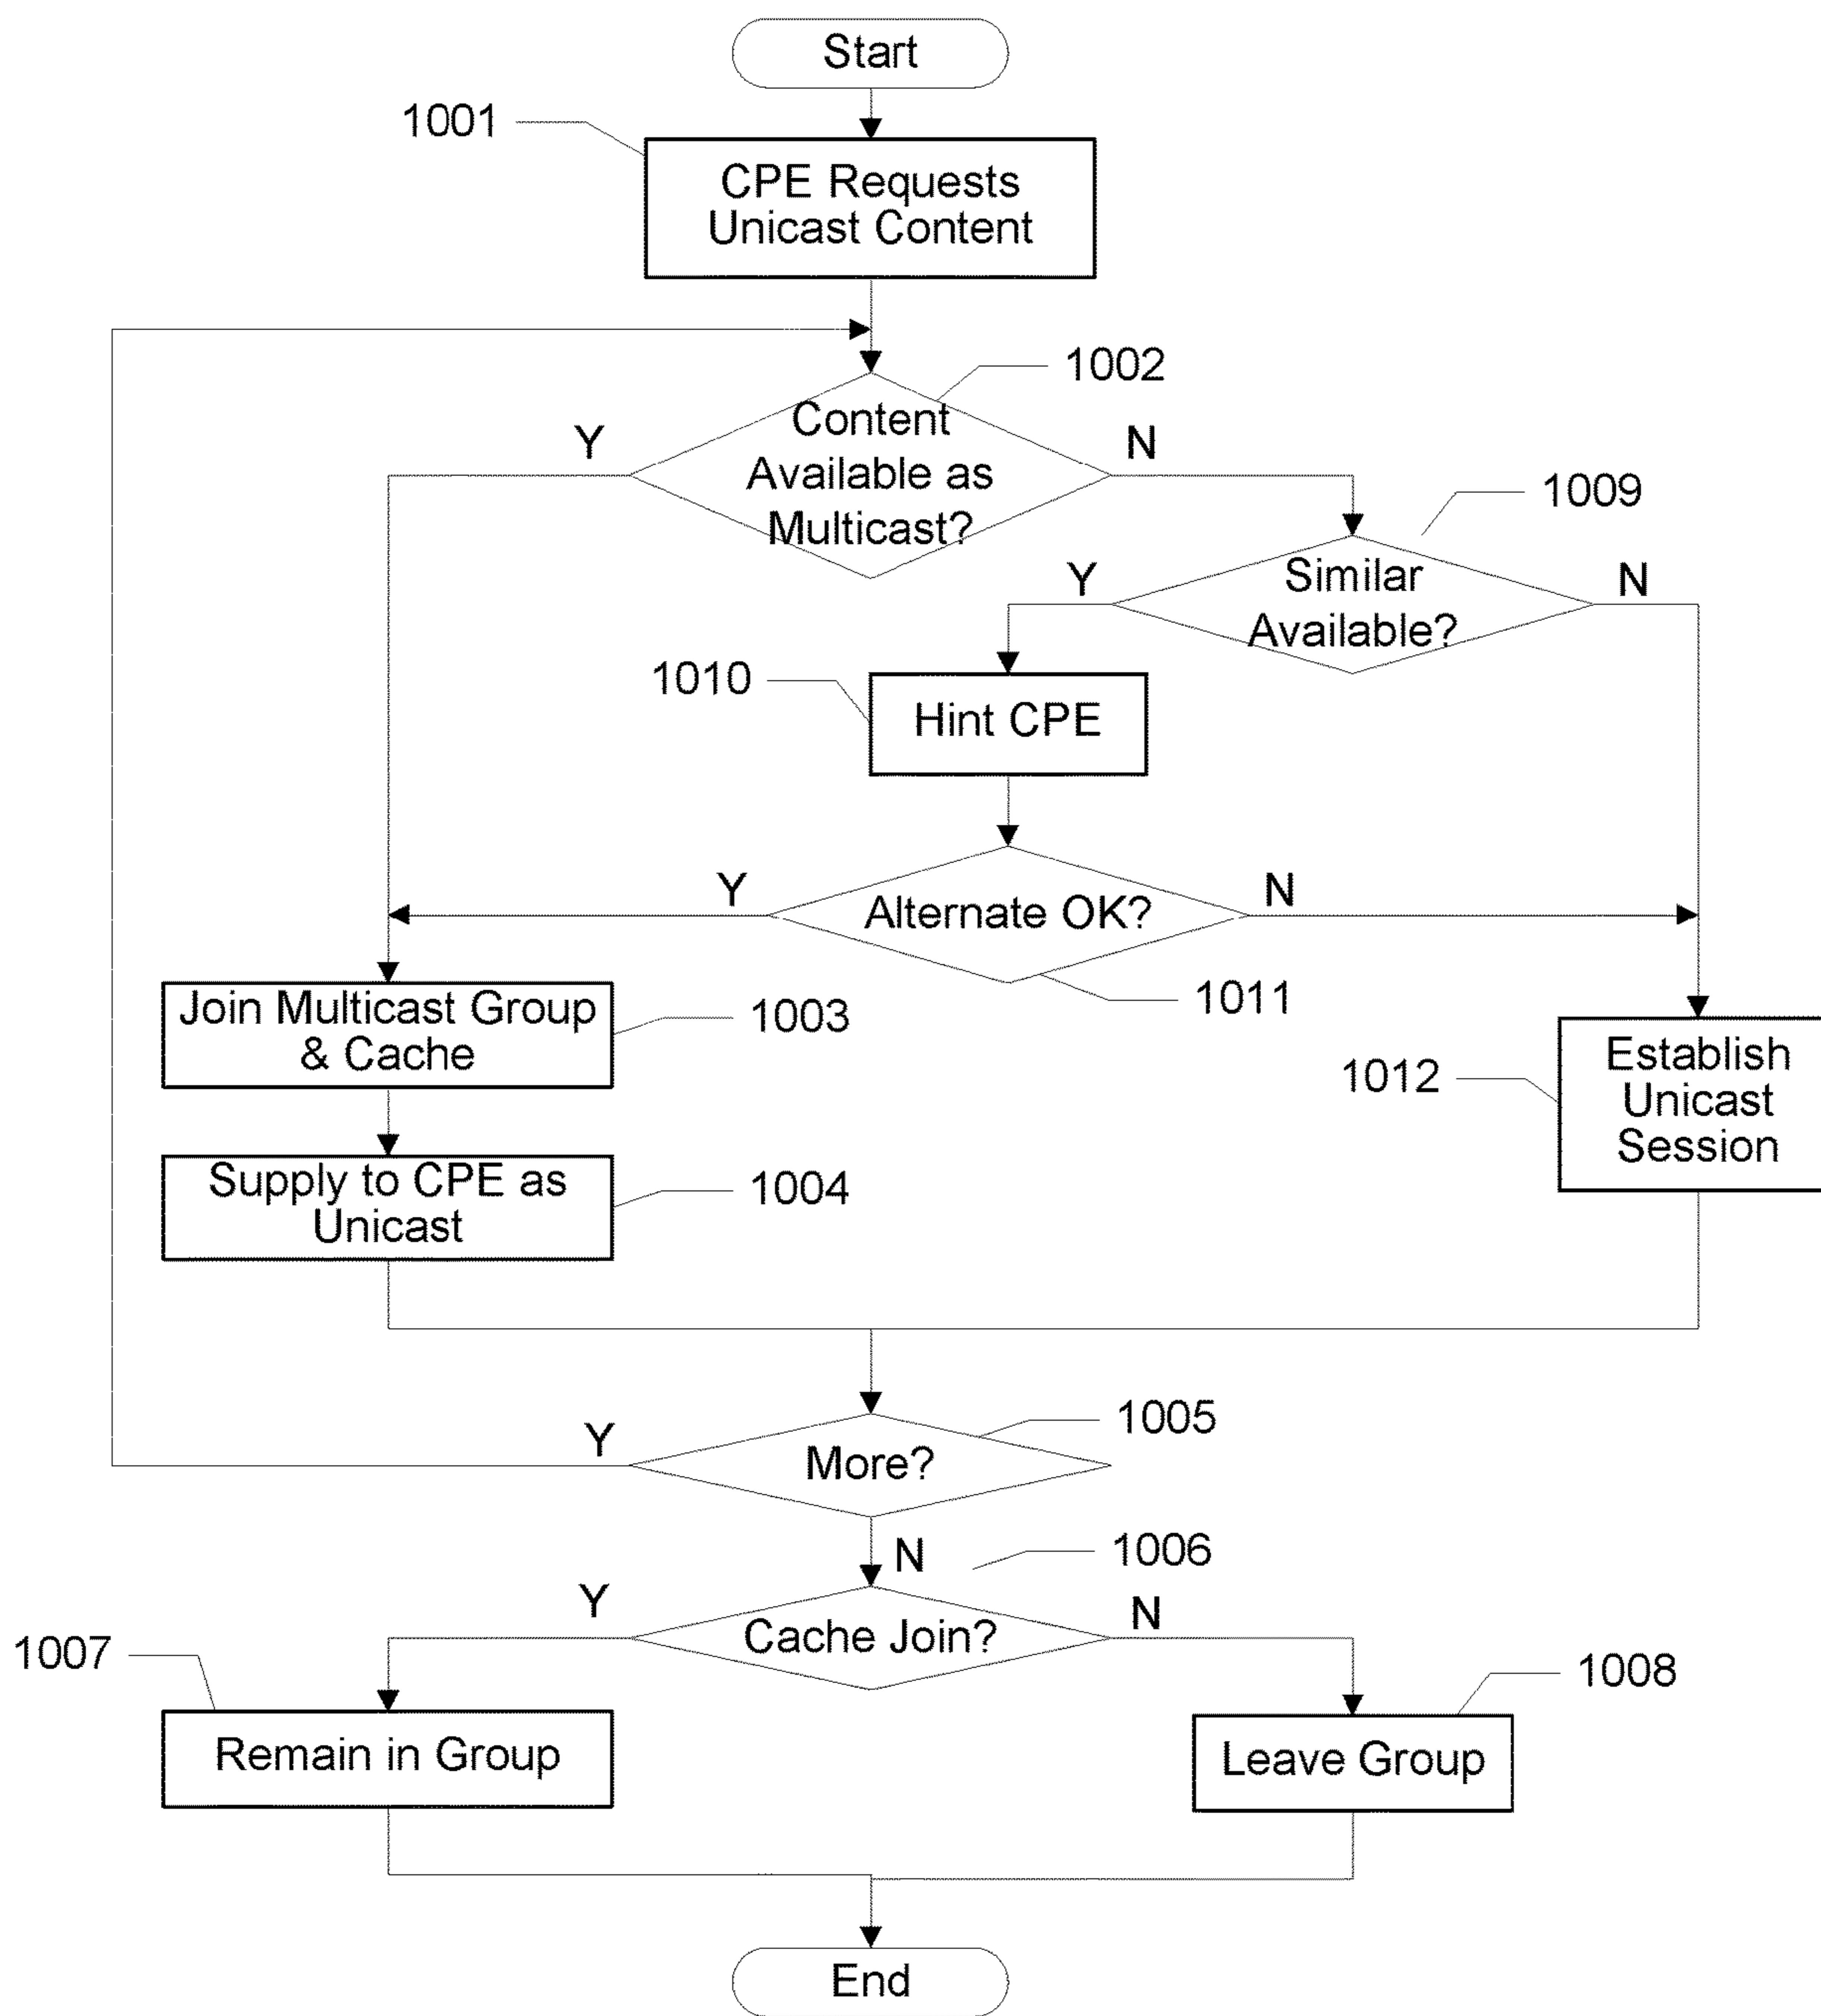 Start
1001
CPE Requests
Unicast Content
1002
Content
Available as
Multicast?
Y
N
1009
Similar
Available?
Y
N
1010
Hint CPE
Alternate OK?
Y
N
1011
Join Multicast Group
& Cache
1003
Establish
Unicast
Session
1012
Supply to CPE as
Unicast
1004
1005
More?
Y
N
1006
Cache Join?
Y
N
1007
Remain in Group
1008
Leave Group
End